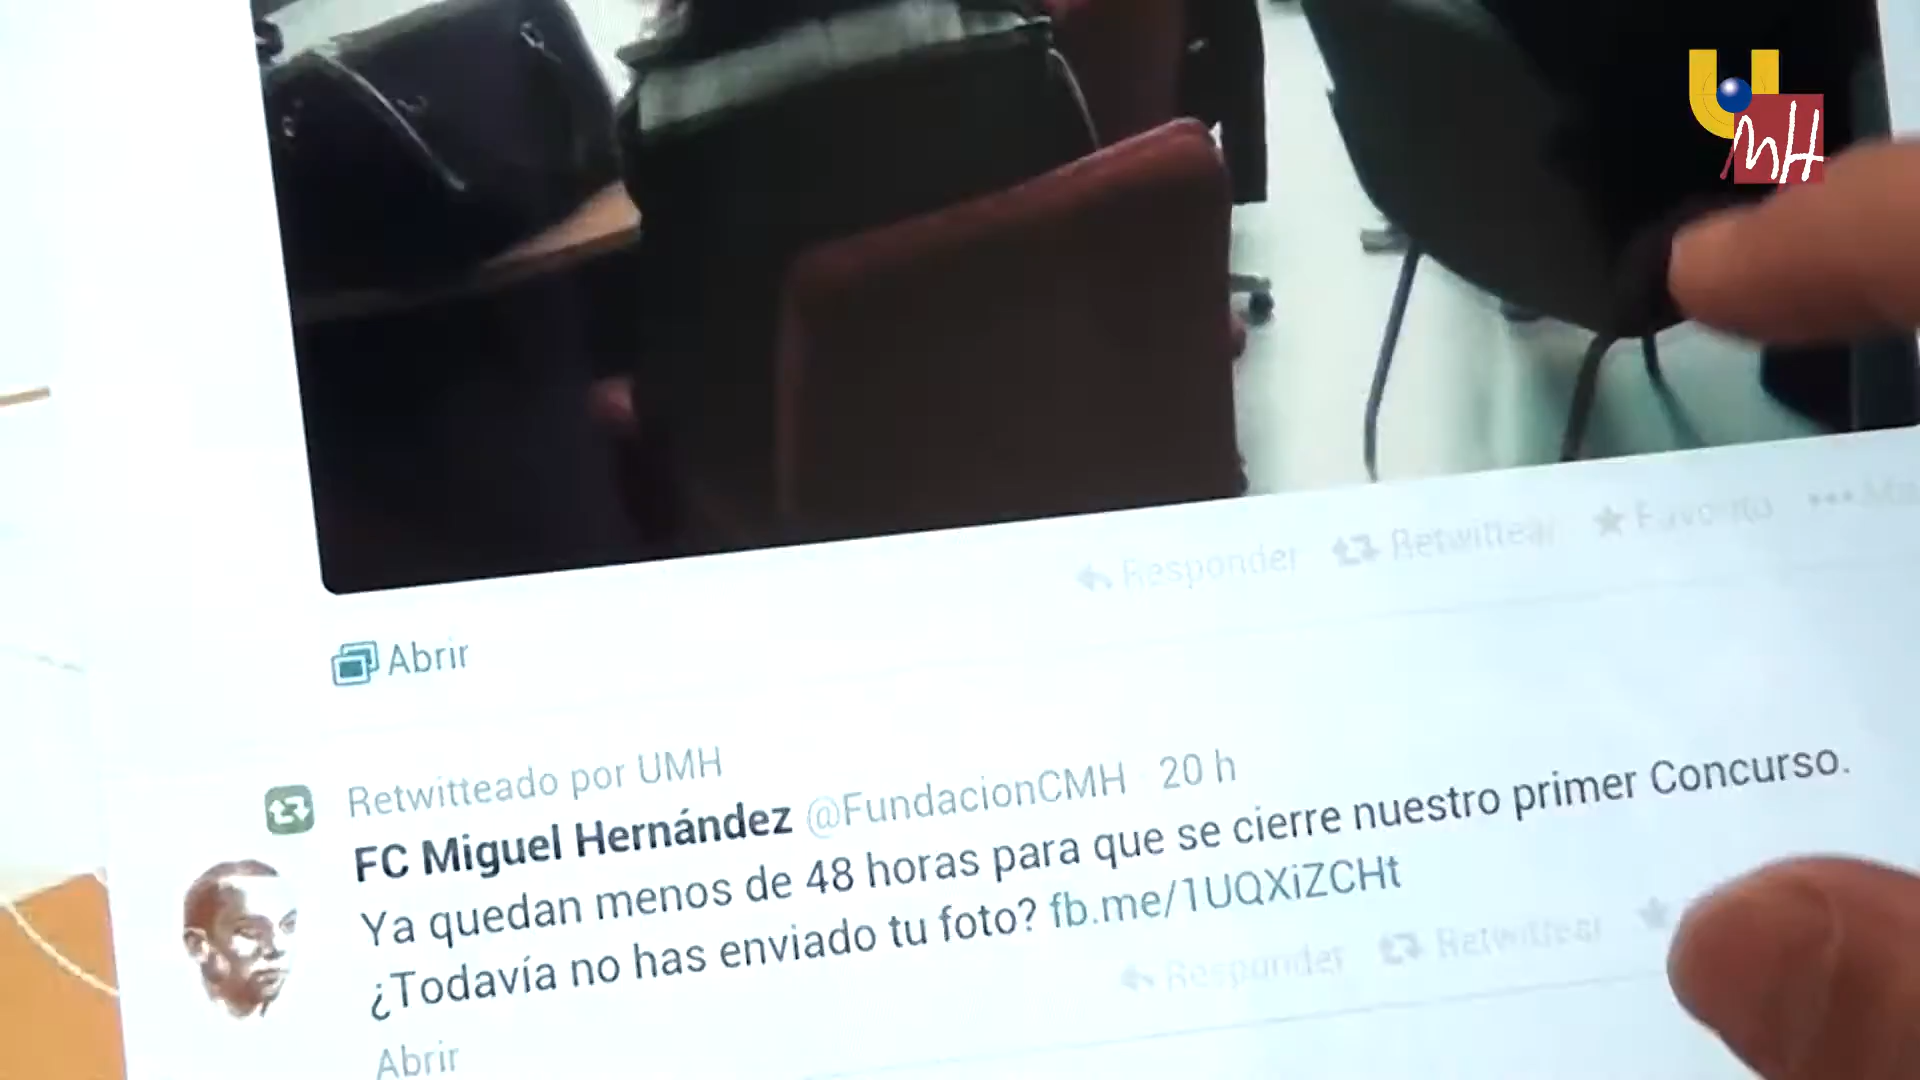 UMH
Responder Retwittear Favorito
Abrir
Retwitteado por UMH
FC Miguel Hernández @FundacionCMH · 20 h
Ya quedan menos de 48 horas para que se cierre nuestro primer Concurso.
¿Todavía no has enviado tu foto? fb.me/1UQXiZCHt
Responder Retwittear
Abrir